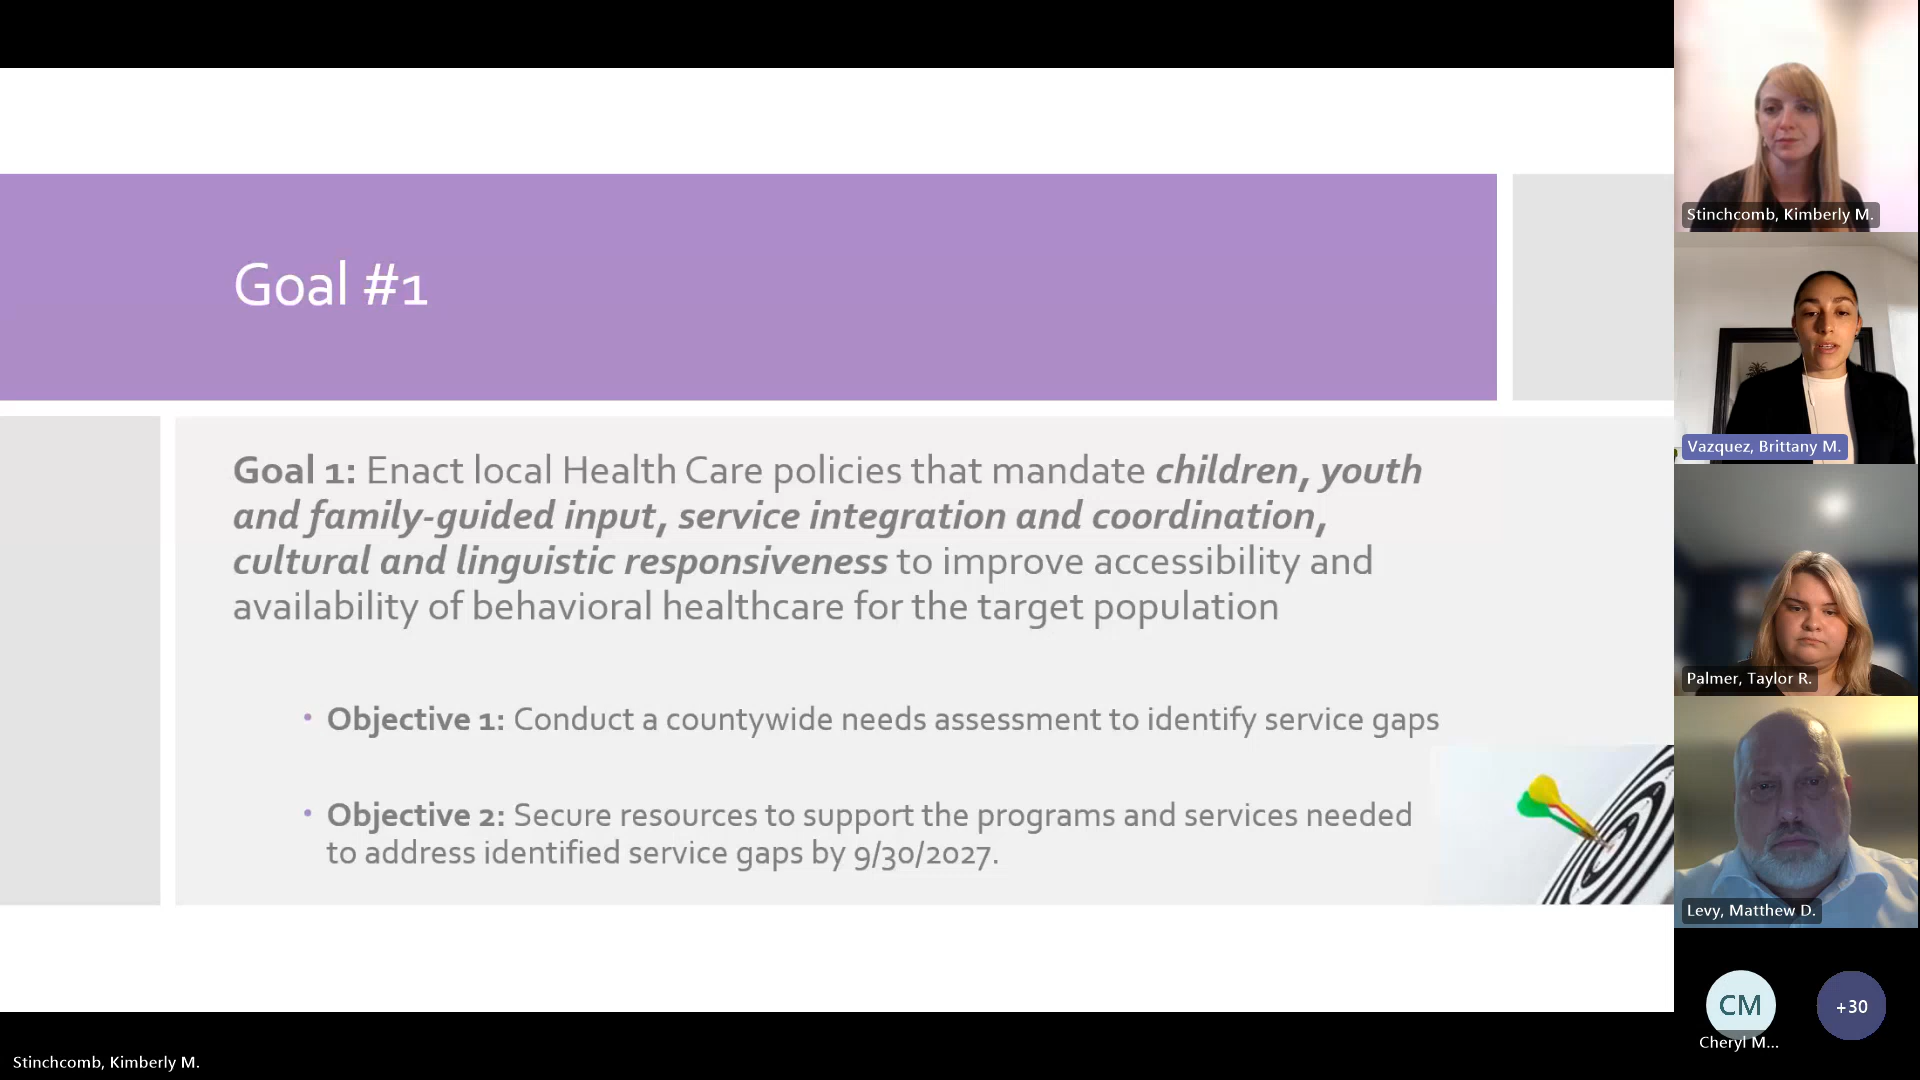 Goal #1
Goal 1: Enact local Health Care policies that mandate children, youth
and family-guided input, service integration and coordination,
cultural and linguistic responsiveness to improve accessibility and
availability of behavioral healthcare for the target population
• Objective 1: Conduct a countywide needs assessment to identify service gaps
• Objective 2: Secure resources to support the programs and services needed
to address identified service gaps by 9/30/2027.
Stinchcomb, Kimberly M.
Vazquez, Brittany M.
Palmer, Taylor R.
Levy, Matthew D.
CM
+30
Cheryl M...
Stinchcomb, Kimberly M.